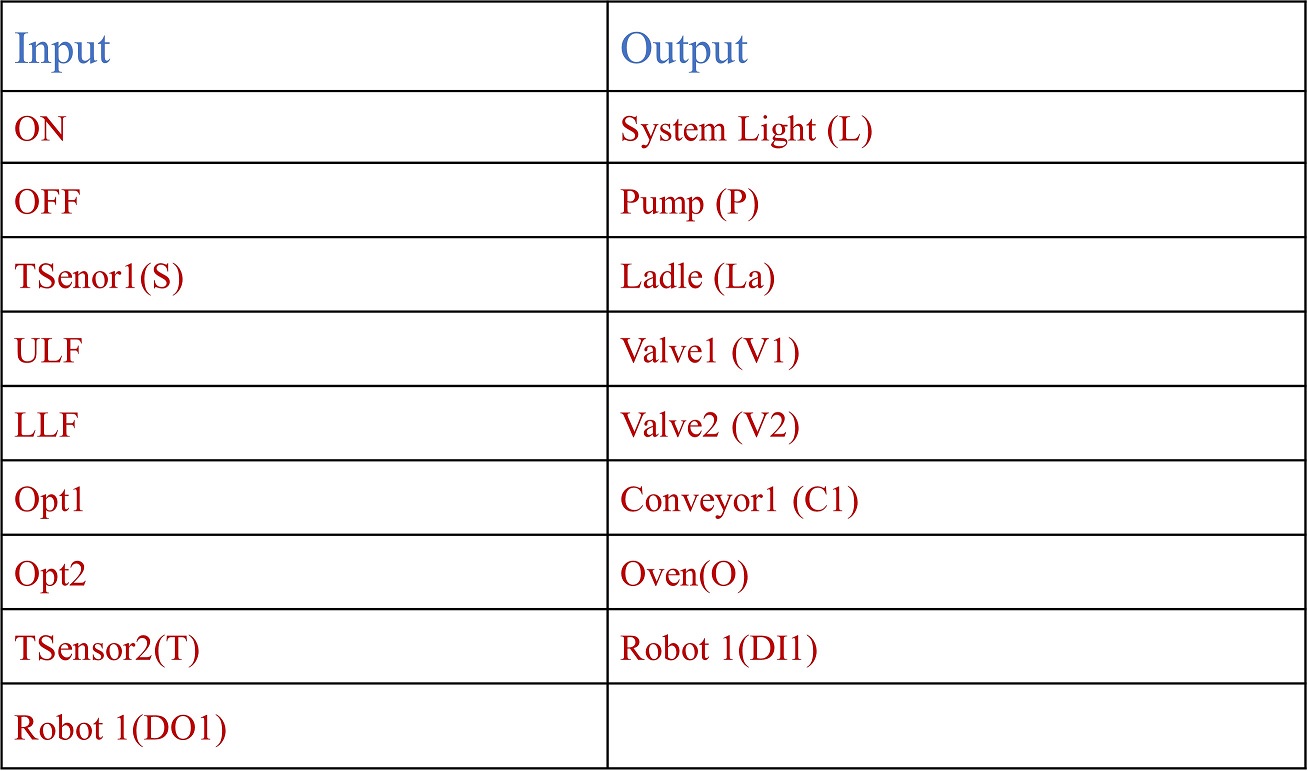 Input Output
ON System Light (L)
OFF Pump (P)
TSenor1(S) Ladle (La)
ULF Valve1 (V1)
LLF Valve2 (V2)
Opt1 Conveyor1 (C1)
Opt2 Oven(O)
TSensor2(T) Robot 1(DI1)
Robot 1(DO1)